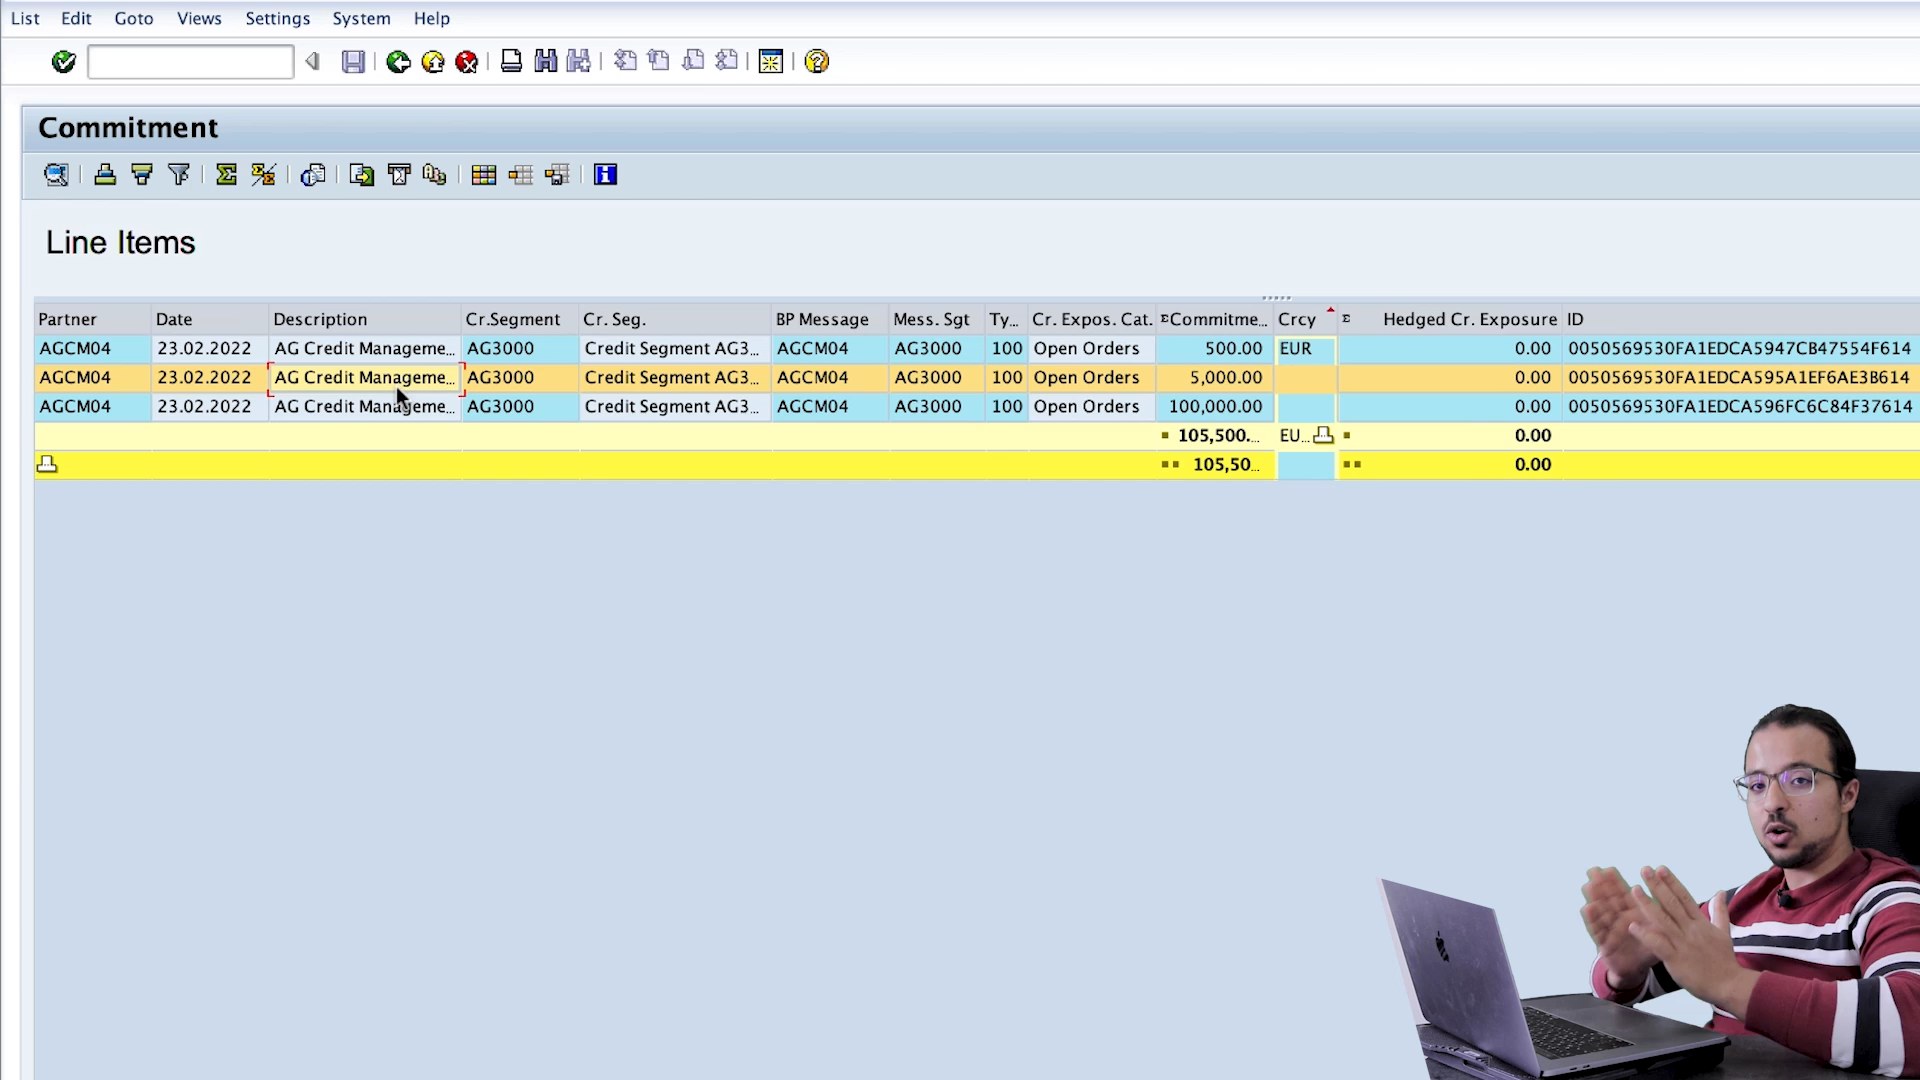 List Edit Goto Views Settings System Help
Commitment
Line Items
Partner Date Description Cr.Segment Cr. Seg. BP Message Mess. Sgt Ty... Cr. Expos. Cat. ΣCommitme... Crcy Σ Hedged Cr. Exposure ID
AGCM04 23.02.2022 AG Credit Manageme... AG3000 Credit Segment AG3... AGCM04 AG3000 100 Open Orders 500.00 EUR 0.00 0050569530FA1EDCA5947CB47554F614
AGCM04 23.02.2022 AG Credit Manageme... AG3000 Credit Segment AG3... AGCM04 AG3000 100 Open Orders 5,000.00 0.00 0050569530FA1EDCA595A1EF6AE3B614
AGCM04 23.02.2022 AG Credit Manageme... AG3000 Credit Segment AG3... AGCM04 AG3000 100 Open Orders 100,000.00 0.00 0050569530FA1EDCA596FC6C84F37614
105,500.... EU... 0.00
105,50... 0.00